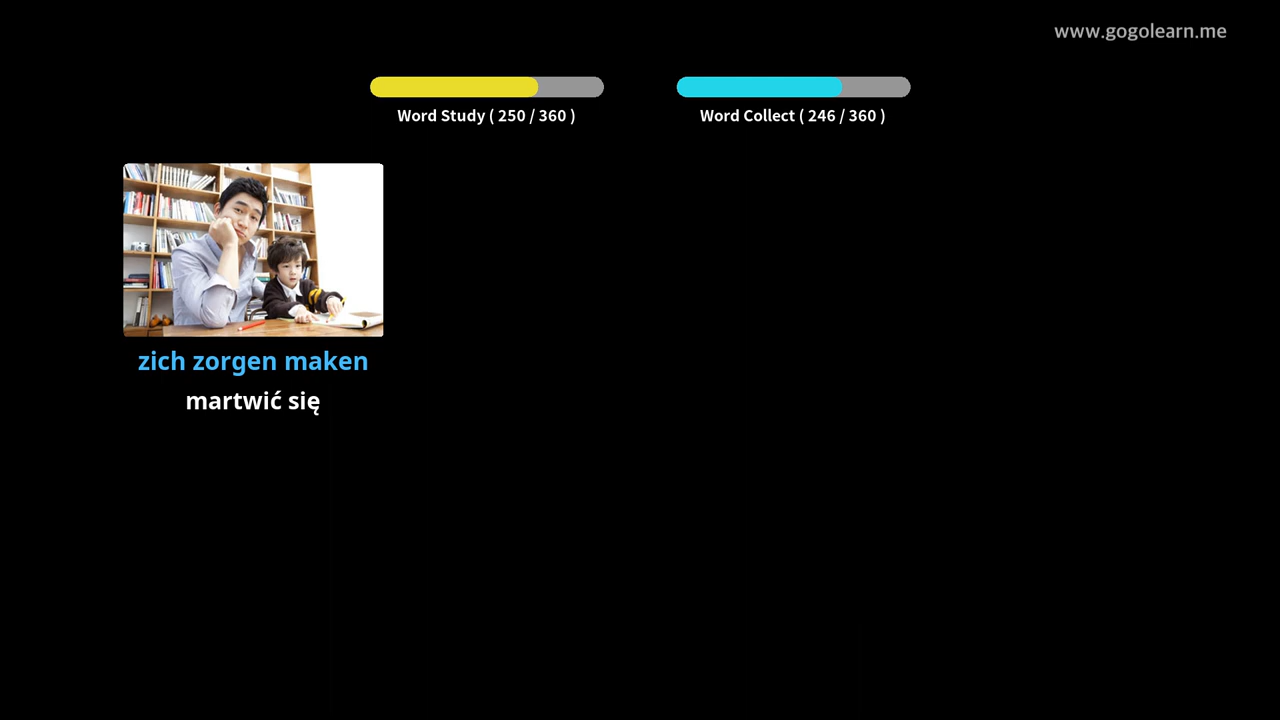 www.gogolearn.me
Word Study ( 250 / 360 )
Word Collect ( 246 / 360 )
zich zorgen maken
martwić się